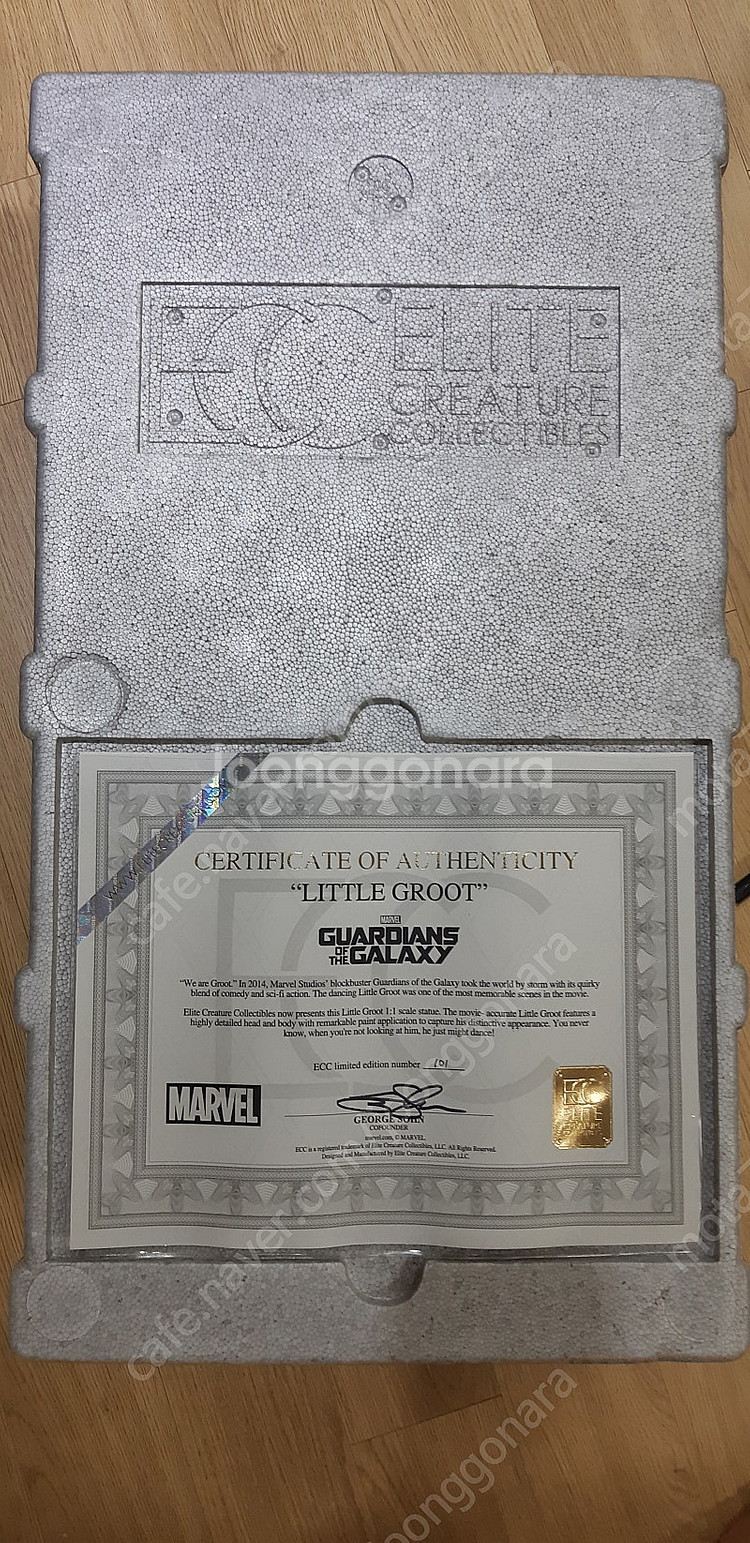 ECC ELITE
CREATURE
COLLECTIBLES
joonggonara
CERTIFICATE OF AUTHENTICITY
“LITTLE GROOT”
MARVEL
GUARDIANS
OF THE GALAXY
“We are Groot.” In 2014, Marvel Studios’ blockbuster Guardians of the Galaxy took the world by storm with its quirky
blend of comedy and sci-fi action. The dancing Little Groot was one of the most memorable scenes in the movie.
Elite Creature Collectibles now presents this Little Groot 1:1 scale statue. The movie- accurate Little Groot features a
highly detailed head and body with remarkable paint application to capture his distinctive appearance. You never
know, when you're not looking at him, he just might dance!
ECC limited edition number 101
MARVEL
GEORGE SOHN
COFOUNDER
marvel.com, © MARVEL
ECC is a registered trademark of Elite Creature Collectibles, LLC. All Rights Reserved.
Designed and Manufactured by Elite Creature Collectibles, LLC.
ECC
ELITE
cafe.naver.com
joonggonara